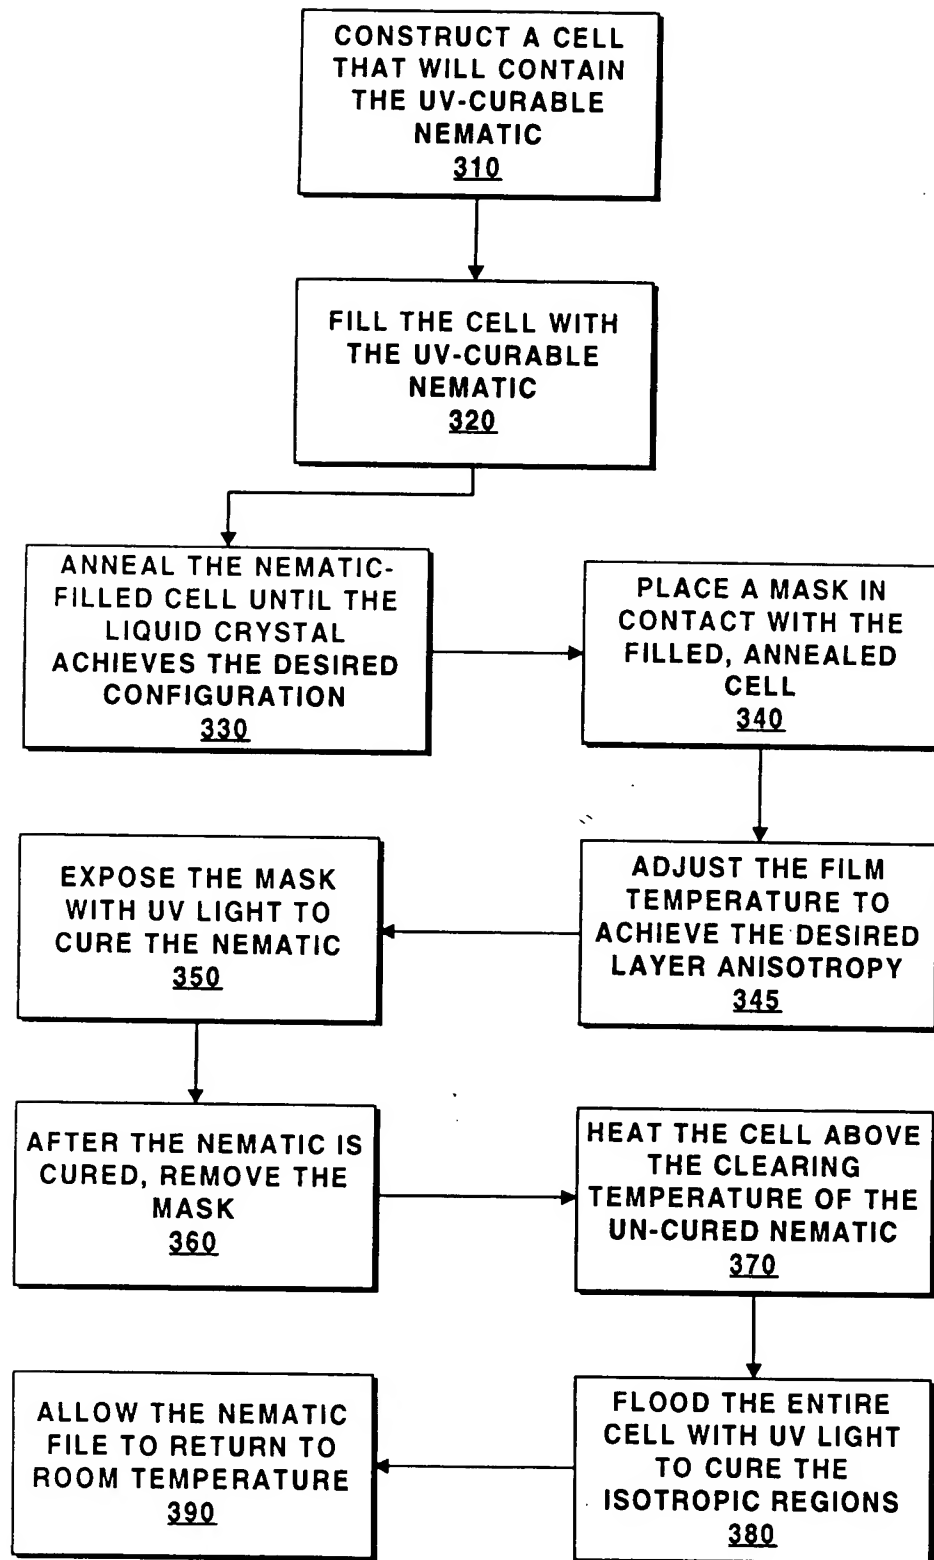 CONSTRUCT A CELL
THAT WILL CONTAIN
THE UV-CURABLE
NEMATIC
310
FILL THE CELL WITH
THE UV-CURABLE
NEMATIC
320
ANNEAL THE NEMATIC-
FILLED CELL UNTIL THE
LIQUID CRYSTAL
ACHIEVES THE DESIRED
CONFIGURATION
330
PLACE A MASK IN
CONTACT WITH THE
FILLED, ANNEALED
CELL
340
ADJUST THE FILM
TEMPERATURE TO
ACHIEVE THE DESIRED
LAYER ANISOTROPY
345
EXPOSE THE MASK
WITH UV LIGHT TO
CURE THE NEMATIC
350
AFTER THE NEMATIC IS
CURED, REMOVE THE
MASK
360
HEAT THE CELL ABOVE
THE CLEARING
TEMPERATURE OF THE
UN-CURED NEMATIC
370
FLOOD THE ENTIRE
CELL WITH UV LIGHT
TO CURE THE
ISOTROPIC REGIONS
380
ALLOW THE NEMATIC
FILE TO RETURN TO
ROOM TEMPERATURE
390